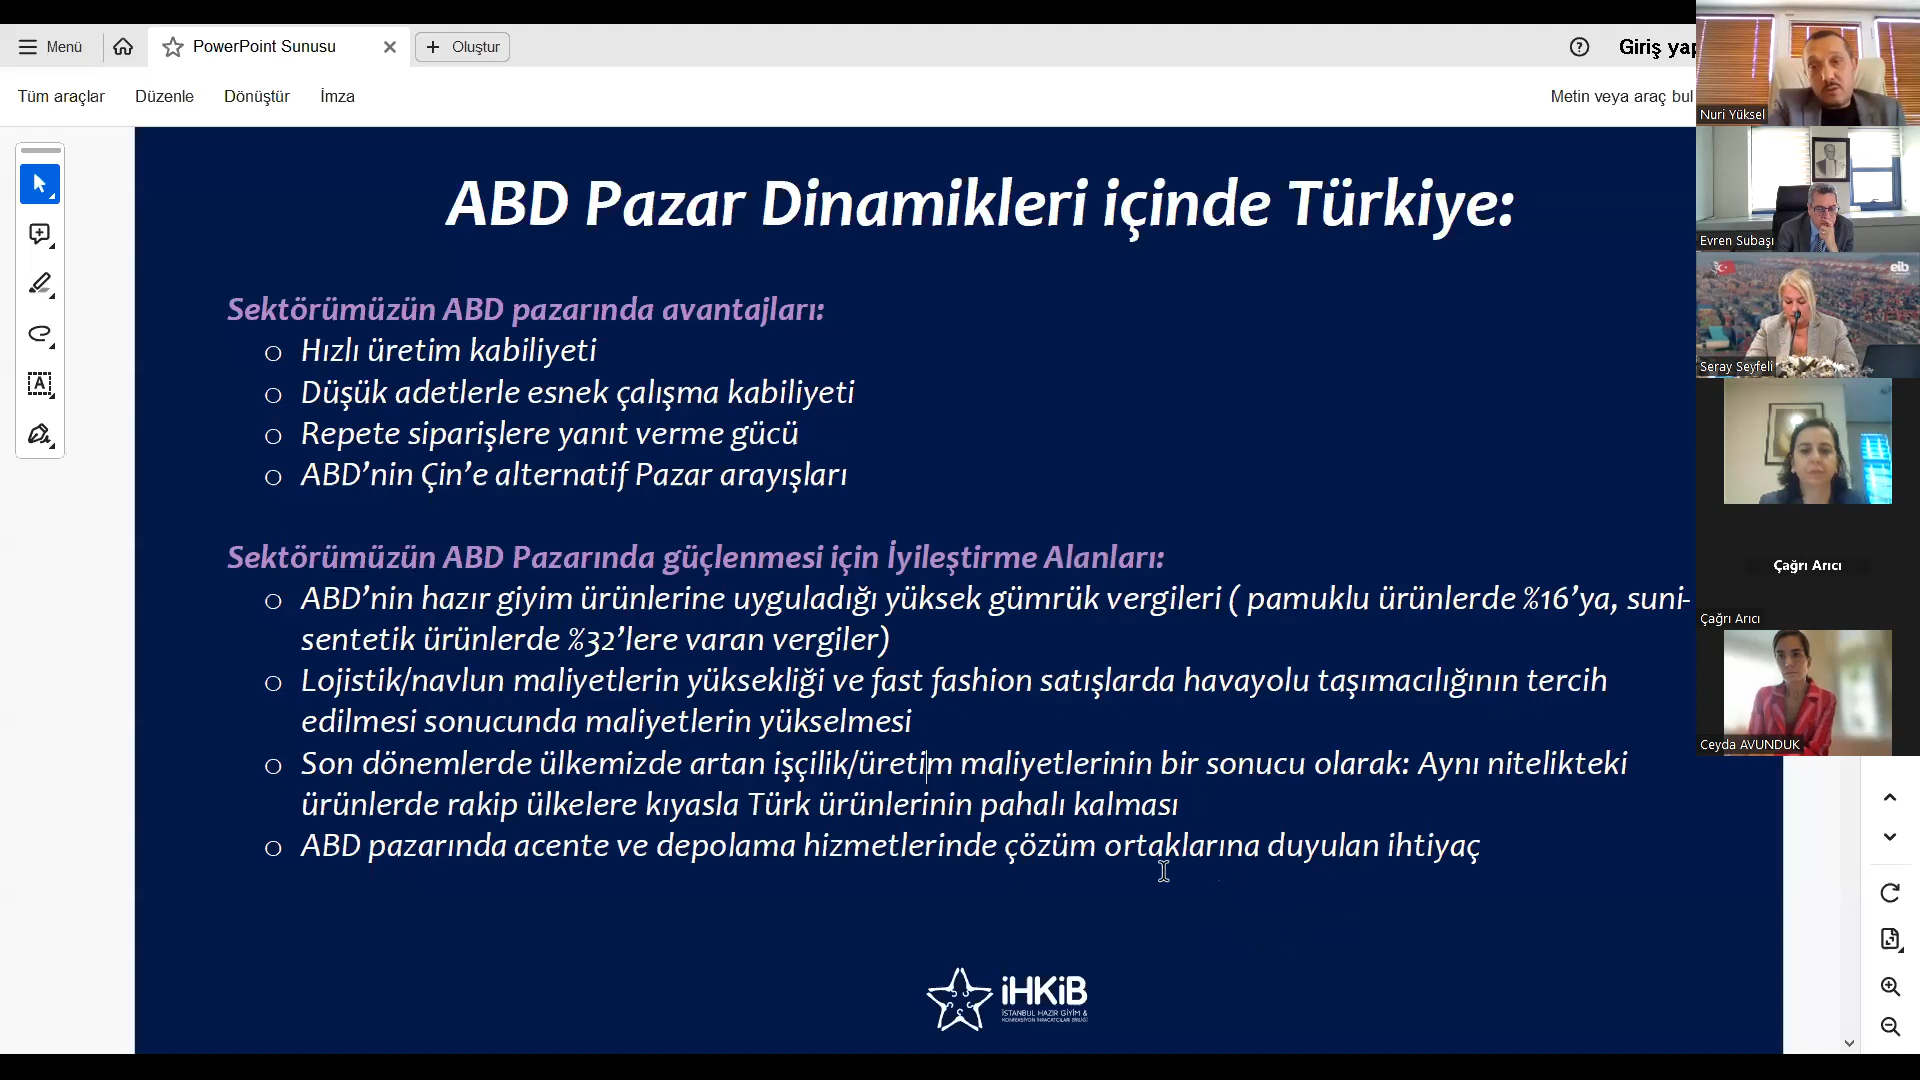 Menü
PowerPoint Sunusu
Oluştur
Giriş yap
Tüm araçlar
Düzenle
Dönüştür
İmza
Metin veya araç bul
ABD Pazar Dinamikleri içinde Türkiye:
Sektörümüzün ABD pazarında avantajları:
o Hızlı üretim kabiliyeti
o Düşük adetlerle esnek çalışma kabiliyeti
o Repete siparişlere yanıt verme gücü
o ABD’nin Çin’e alternatif Pazar arayışları
Sektörümüzün ABD Pazarında güçlenmesi için İyileştirme Alanları:
o ABD’nin hazır giyim ürünlerine uyguladığı yüksek gümrük vergileri ( pamuklu ürünlerde %16’ya, suni-
sentetik ürünlerde %32’lere varan vergiler)
o Lojistik/navlun maliyetlerin yüksekliği ve fast fashion satışlarda havayolu taşımacılığının tercih
edilmesi sonucunda maliyetlerin yükselmesi
o Son dönemlerde ülkemizde artan işçilik/üretim maliyetlerinin bir sonucu olarak: Aynı nitelikteki
ürünlerde rakip ülkelere kıyasla Türk ürünlerinin pahalı kalması
o ABD pazarında acente ve depolama hizmetlerinde çözüm ortaklarına duyulan ihtiyaç
iHKiB
İSTANBUL HAZIR GİYİM &
KONFEKSİYON İHRACATÇILARI BİRLİĞİ
Nuri Yüksel
Evren Subaşı
eib
Seray Seyfeli
Çağrı Arıcı
Çağrı Arıcı
Ceyda AVUNDUK